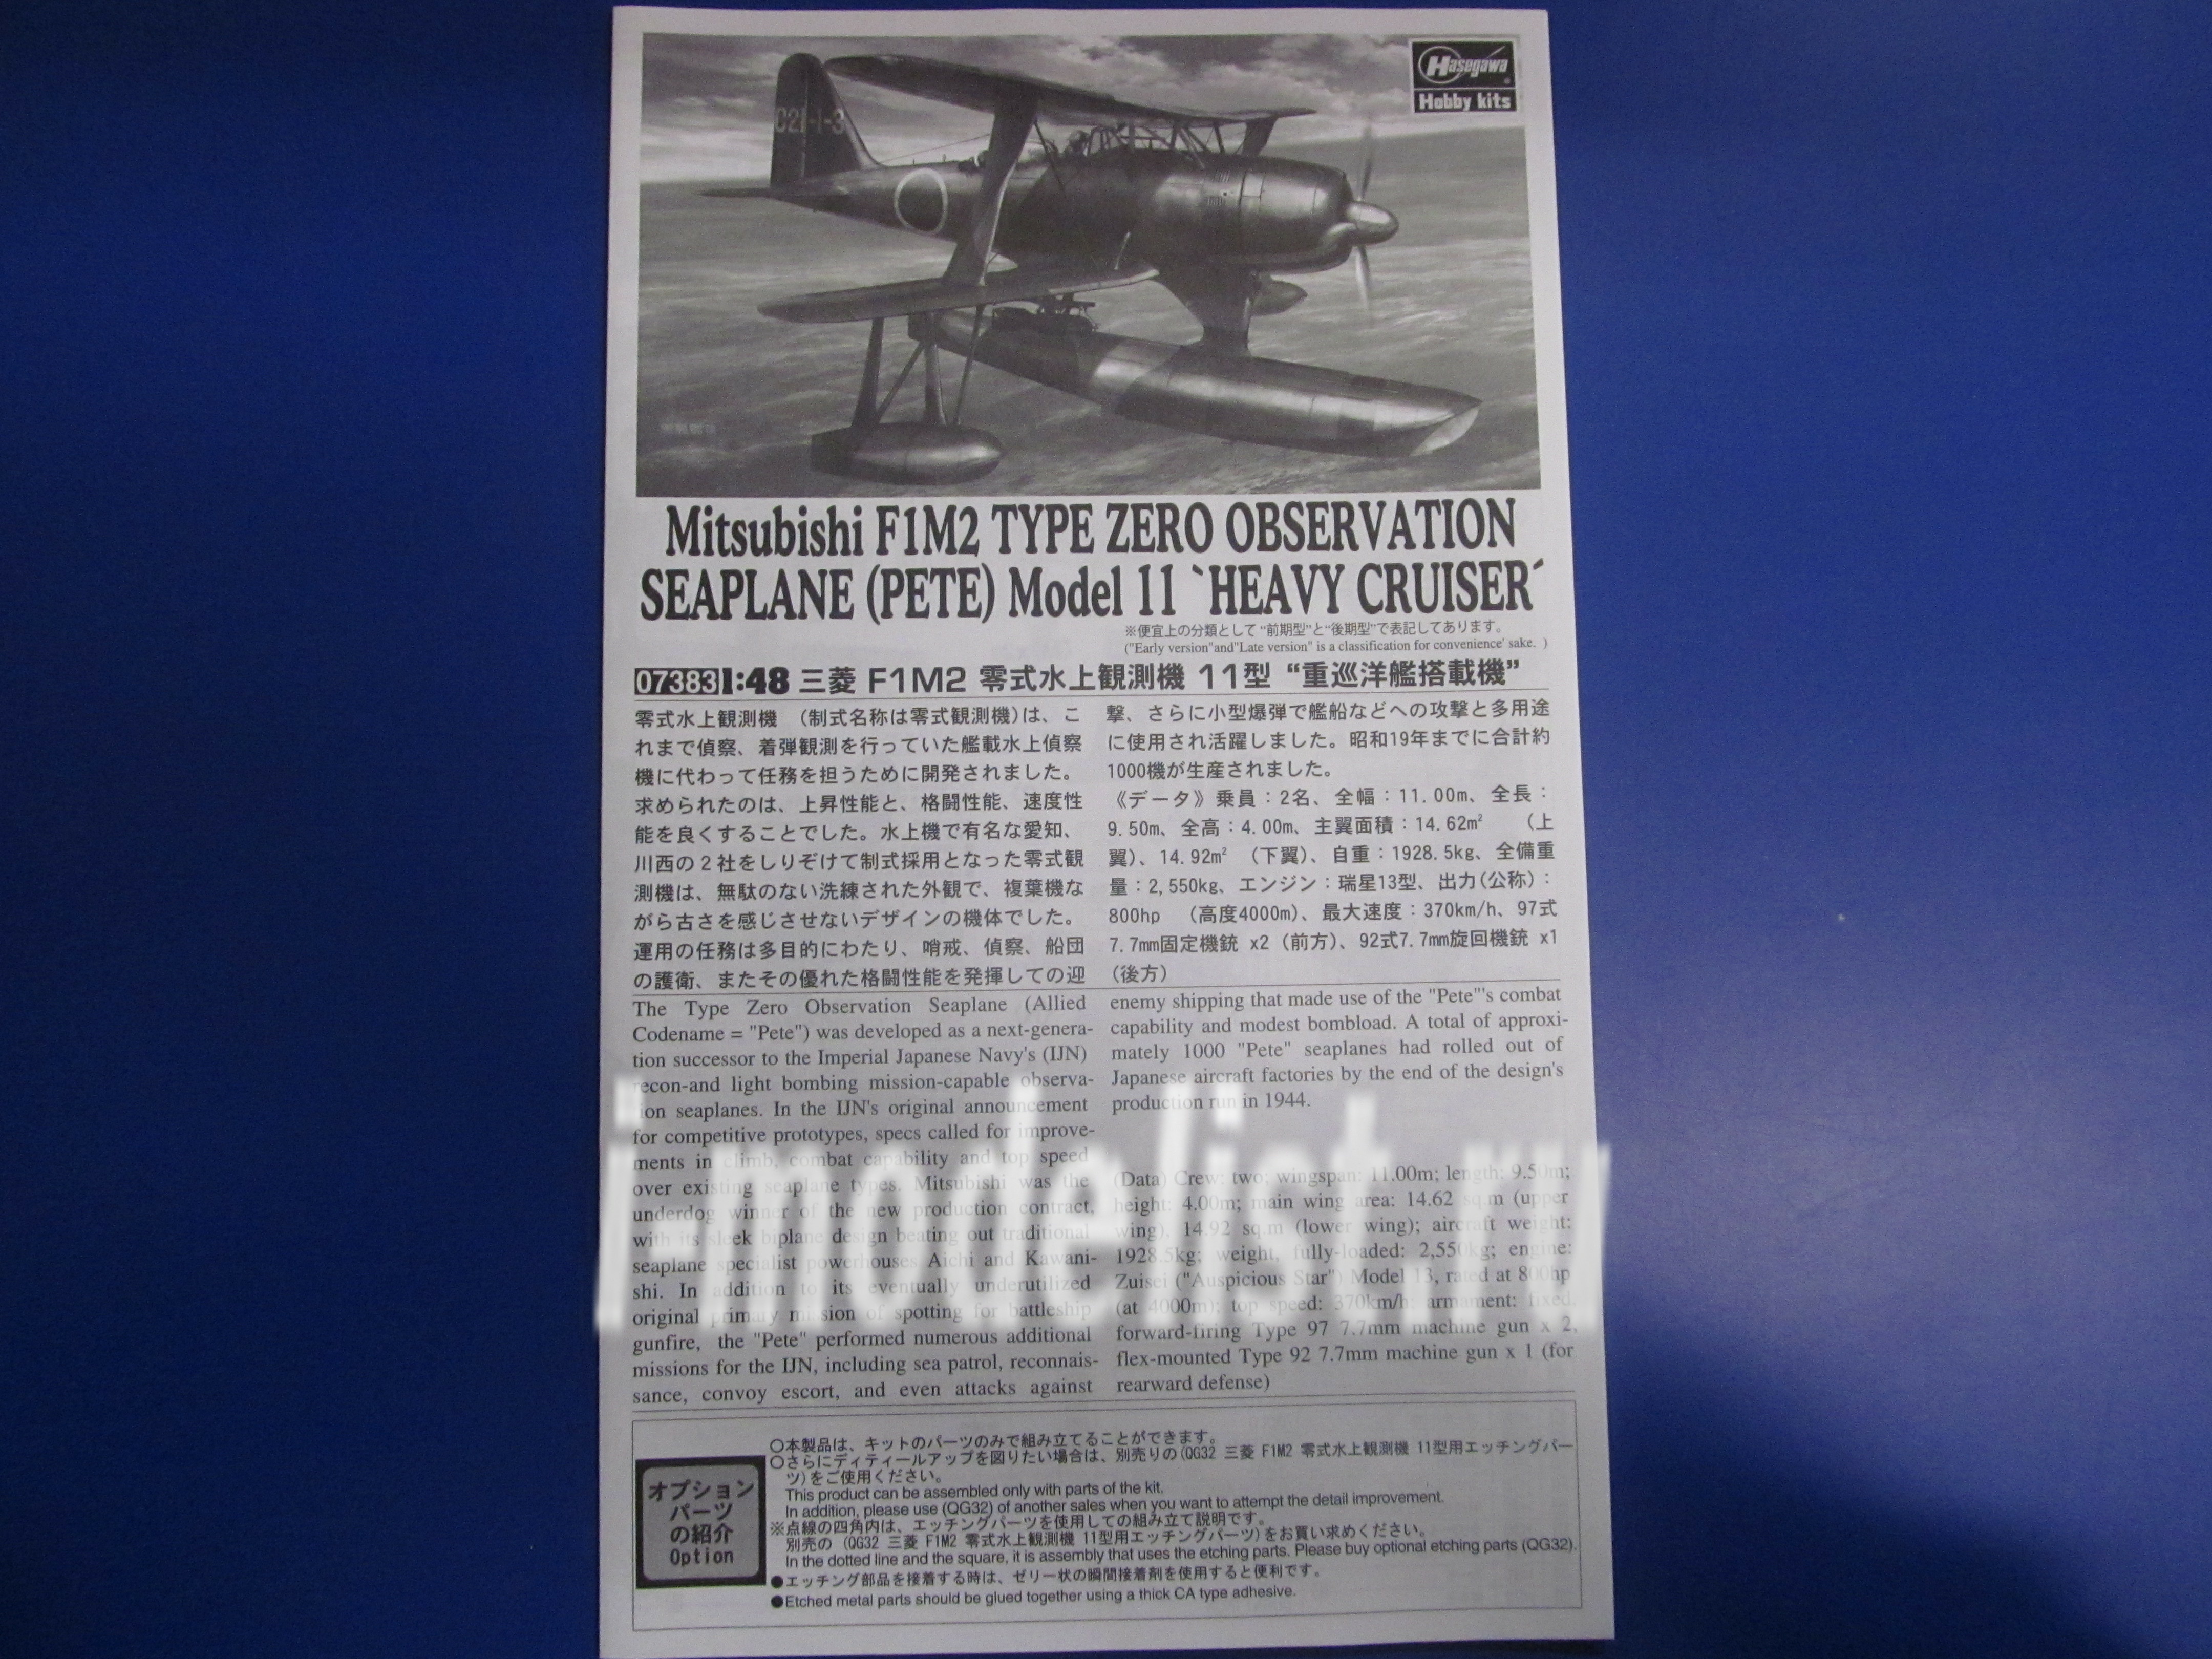 C21-1-3
Hasegawa
Hobby kits
Mitsubishi F1M2 TYPE ZERO OBSERVATION
SEAPLANE (PETE) Model 11 `HEAVY CRUISER´
※便宜上の分類として“前期型”と“後期型”で表記してあります。
("Early version"and"Late version" is a classification for convenience' sake. )
07383 1:48 三菱 F1M2 零式水上観測機 11型 “重巡洋艦搭載機”
零式水上観測機 （制式名称は零式観測機）は、こ
れまで偵察、着弾観測を行っていた艦載水上偵察
機に代わって任務を担うために開発されました。
求められたのは、上昇性能と、格闘性能、速度性
能を良くすることでした。水上機で有名な愛知、
川西の２社をしりぞけて制式採用となった零式観
測機は、無駄のない洗練された外観で、複葉機な
がら古さを感じさせないデザインの機体でした。
運用の任務は多目的にわたり、哨戒、偵察、船団
の護衛、またその優れた格闘性能を発揮しての迎
撃、さらに小型爆弾で艦船などへの攻撃と多用途
に使用され活躍しました。昭和19年までに合計約
1000機が生産されました。
《データ》乗員：2名、全幅：11.00m、全長：
9.50m、全高：4.00m、主翼面積：14.62㎡ （上
翼）、14.92㎡ （下翼）、自重：1928.5kg、全備重
量：2,550kg、エンジン：瑞星13型、出力(公称)：
800hp （高度4000m）、最大速度：370km/h、97式
7.7mm固定機銃 x2（前方）、92式7.7mm旋回機銃 x1
（後方）
The Type Zero Observation Seaplane (Allied
Codename = "Pete") was developed as a next-genera-
tion successor to the Imperial Japanese Navy's (IJN)
recon-and light bombing mission-capable observa-
tion seaplanes. In the IJN's original announcement
for competitive prototypes, specs called for improve-
ments in climb, combat capability and top speed
over existing seaplane types. Mitsubishi was the
underdog winner of the new production contract,
with its sleek biplane design beating out traditional
seaplane specialist powerhouses Aichi and Kawani-
shi. In addition to its eventually underutilized
original primary mission of spotting for battleship
gunfire, the "Pete" performed numerous additional
missions for the IJN, including sea patrol, reconnais-
sance, convoy escort, and even attacks against
enemy shipping that made use of the "Pete"'s combat
capability and modest bombload. A total of approxi-
mately 1000 "Pete" seaplanes had rolled out of
Japanese aircraft factories by the end of the design's
production run in 1944.
(Data) Crew: two; wingspan: 11.00m; length: 9.50m;
height: 4.00m; main wing area: 14.62 sq.m (upper
wing), 14.92 sq.m (lower wing); aircraft weight:
1928.5kg; weight, fully-loaded: 2,550kg; engine:
Zuisei ("Auspicious Star") Model 13, rated at 800hp
(at 4000m); top speed: 370km/h; armament: fixed,
forward-firing Type 97 7.7mm machine gun x 2,
flex-mounted Type 92 7.7mm machine gun x 1 (for
rearward defense)
imodelist.ru
オプション
パーツ
の紹介
Option
○本製品は、キットのパーツのみで組み立てることができます。
○さらにディティールアップを図りたい場合は、別売りの(QG32 三菱 F1M2 零式水上観測機 11型用エッチングパー
ツ)をご使用ください。
This product can be assembled only with parts of the kit.
In addition, please use (QG32) of another sales when you want to attempt the detail improvement.
※点線の四角内は、エッチングパーツを使用しての組み立て説明です。
別売の (QG32 三菱 F1M2 零式水上観測機 11型用エッチングパーツ)をお買い求めください。
In the dotted line and the square, it is assembly that uses the etching parts. Please buy optional etching parts (QG32).
●エッチング部品を接着する時は、ゼリー状の瞬間接着剤を使用すると便利です。
●Etched metal parts should be glued together using a thick CA type adhesive.